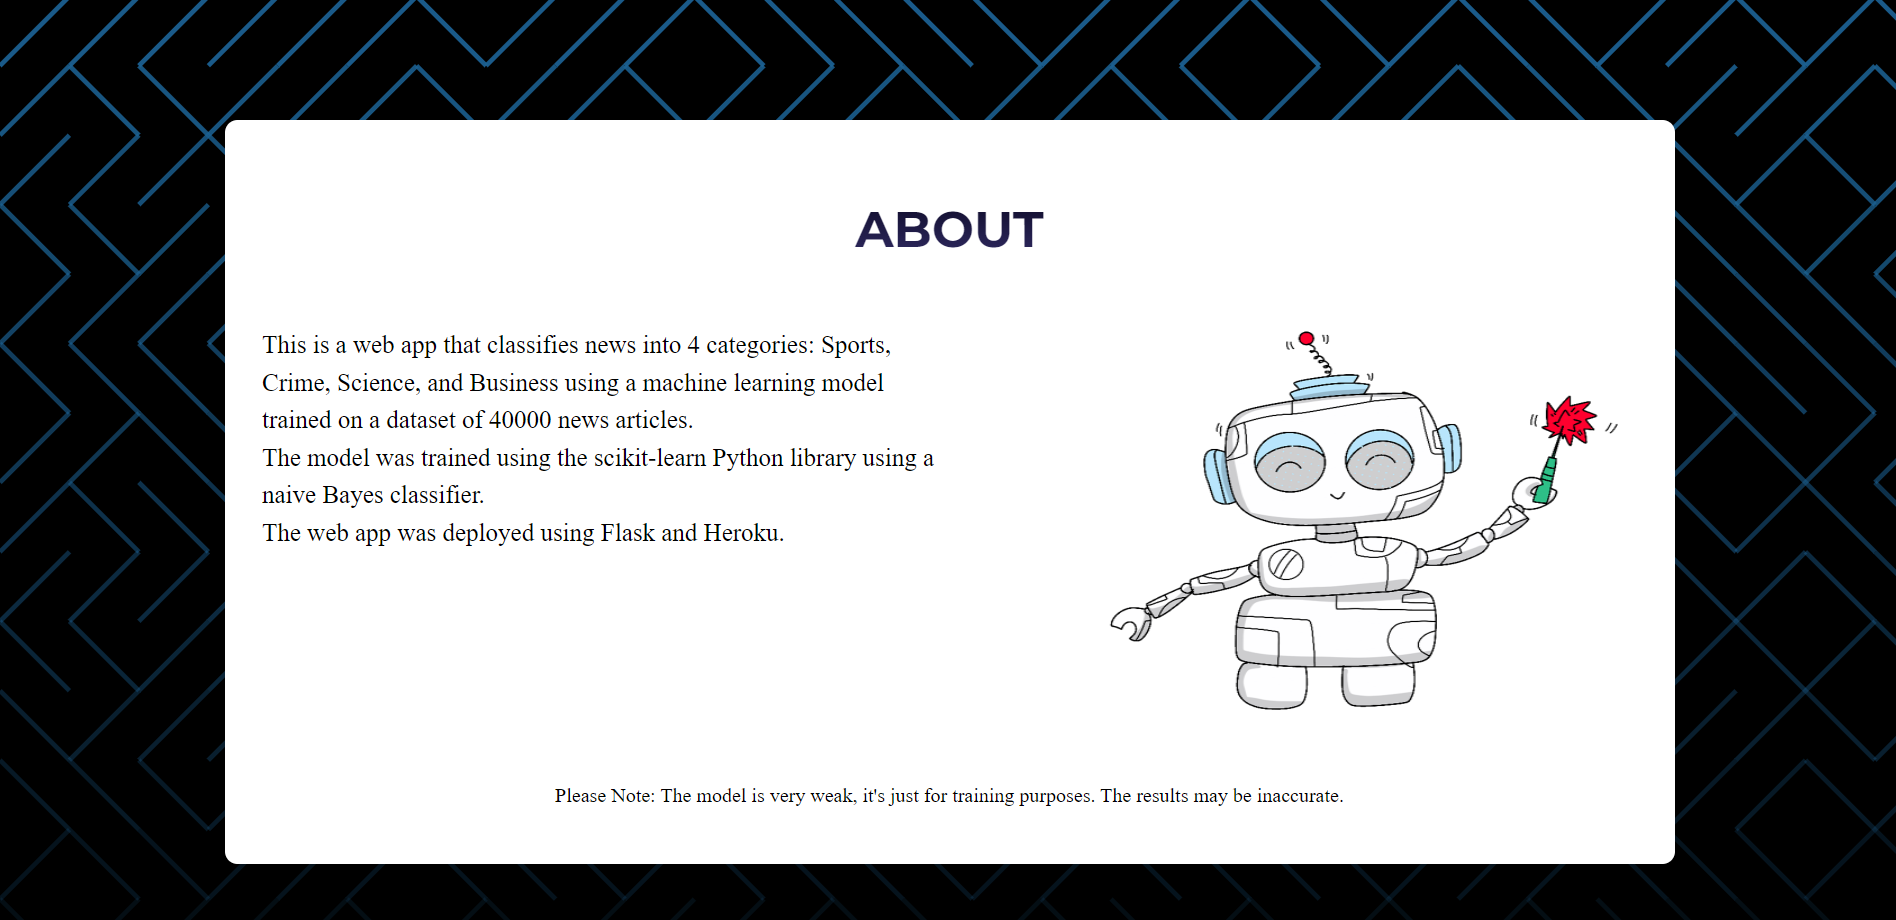 ABOUT
This is a web app that classifies news into 4 categories: Sports,
Crime, Science, and Business using a machine learning model
trained on a dataset of 40000 news articles.
The model was trained using the scikit-learn Python library using a
naive Bayes classifier.
The web app was deployed using Flask and Heroku.
Please Note: The model is very weak, it's just for training purposes. The results may be inaccurate.